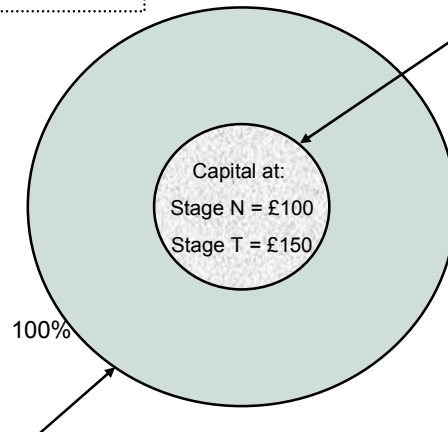 Capital at:
Stage N = £100
Stage T = £150
100%